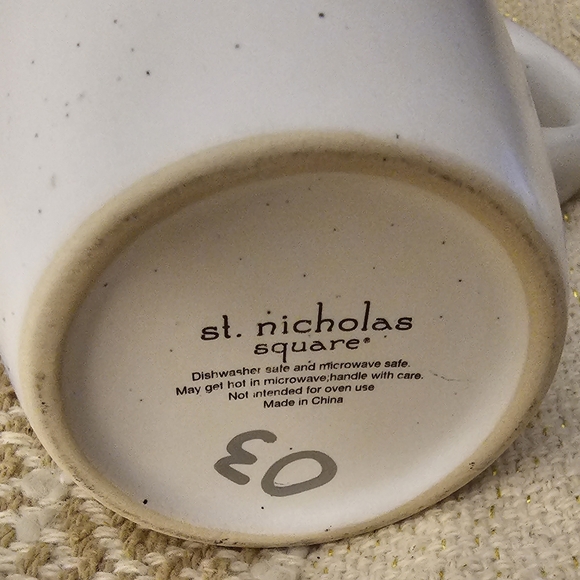 st. nicholas
square®
Dishwasher safe and microwave safe.
May get hot in microwave;handle with care.
Not intended for oven use
Made in China
03